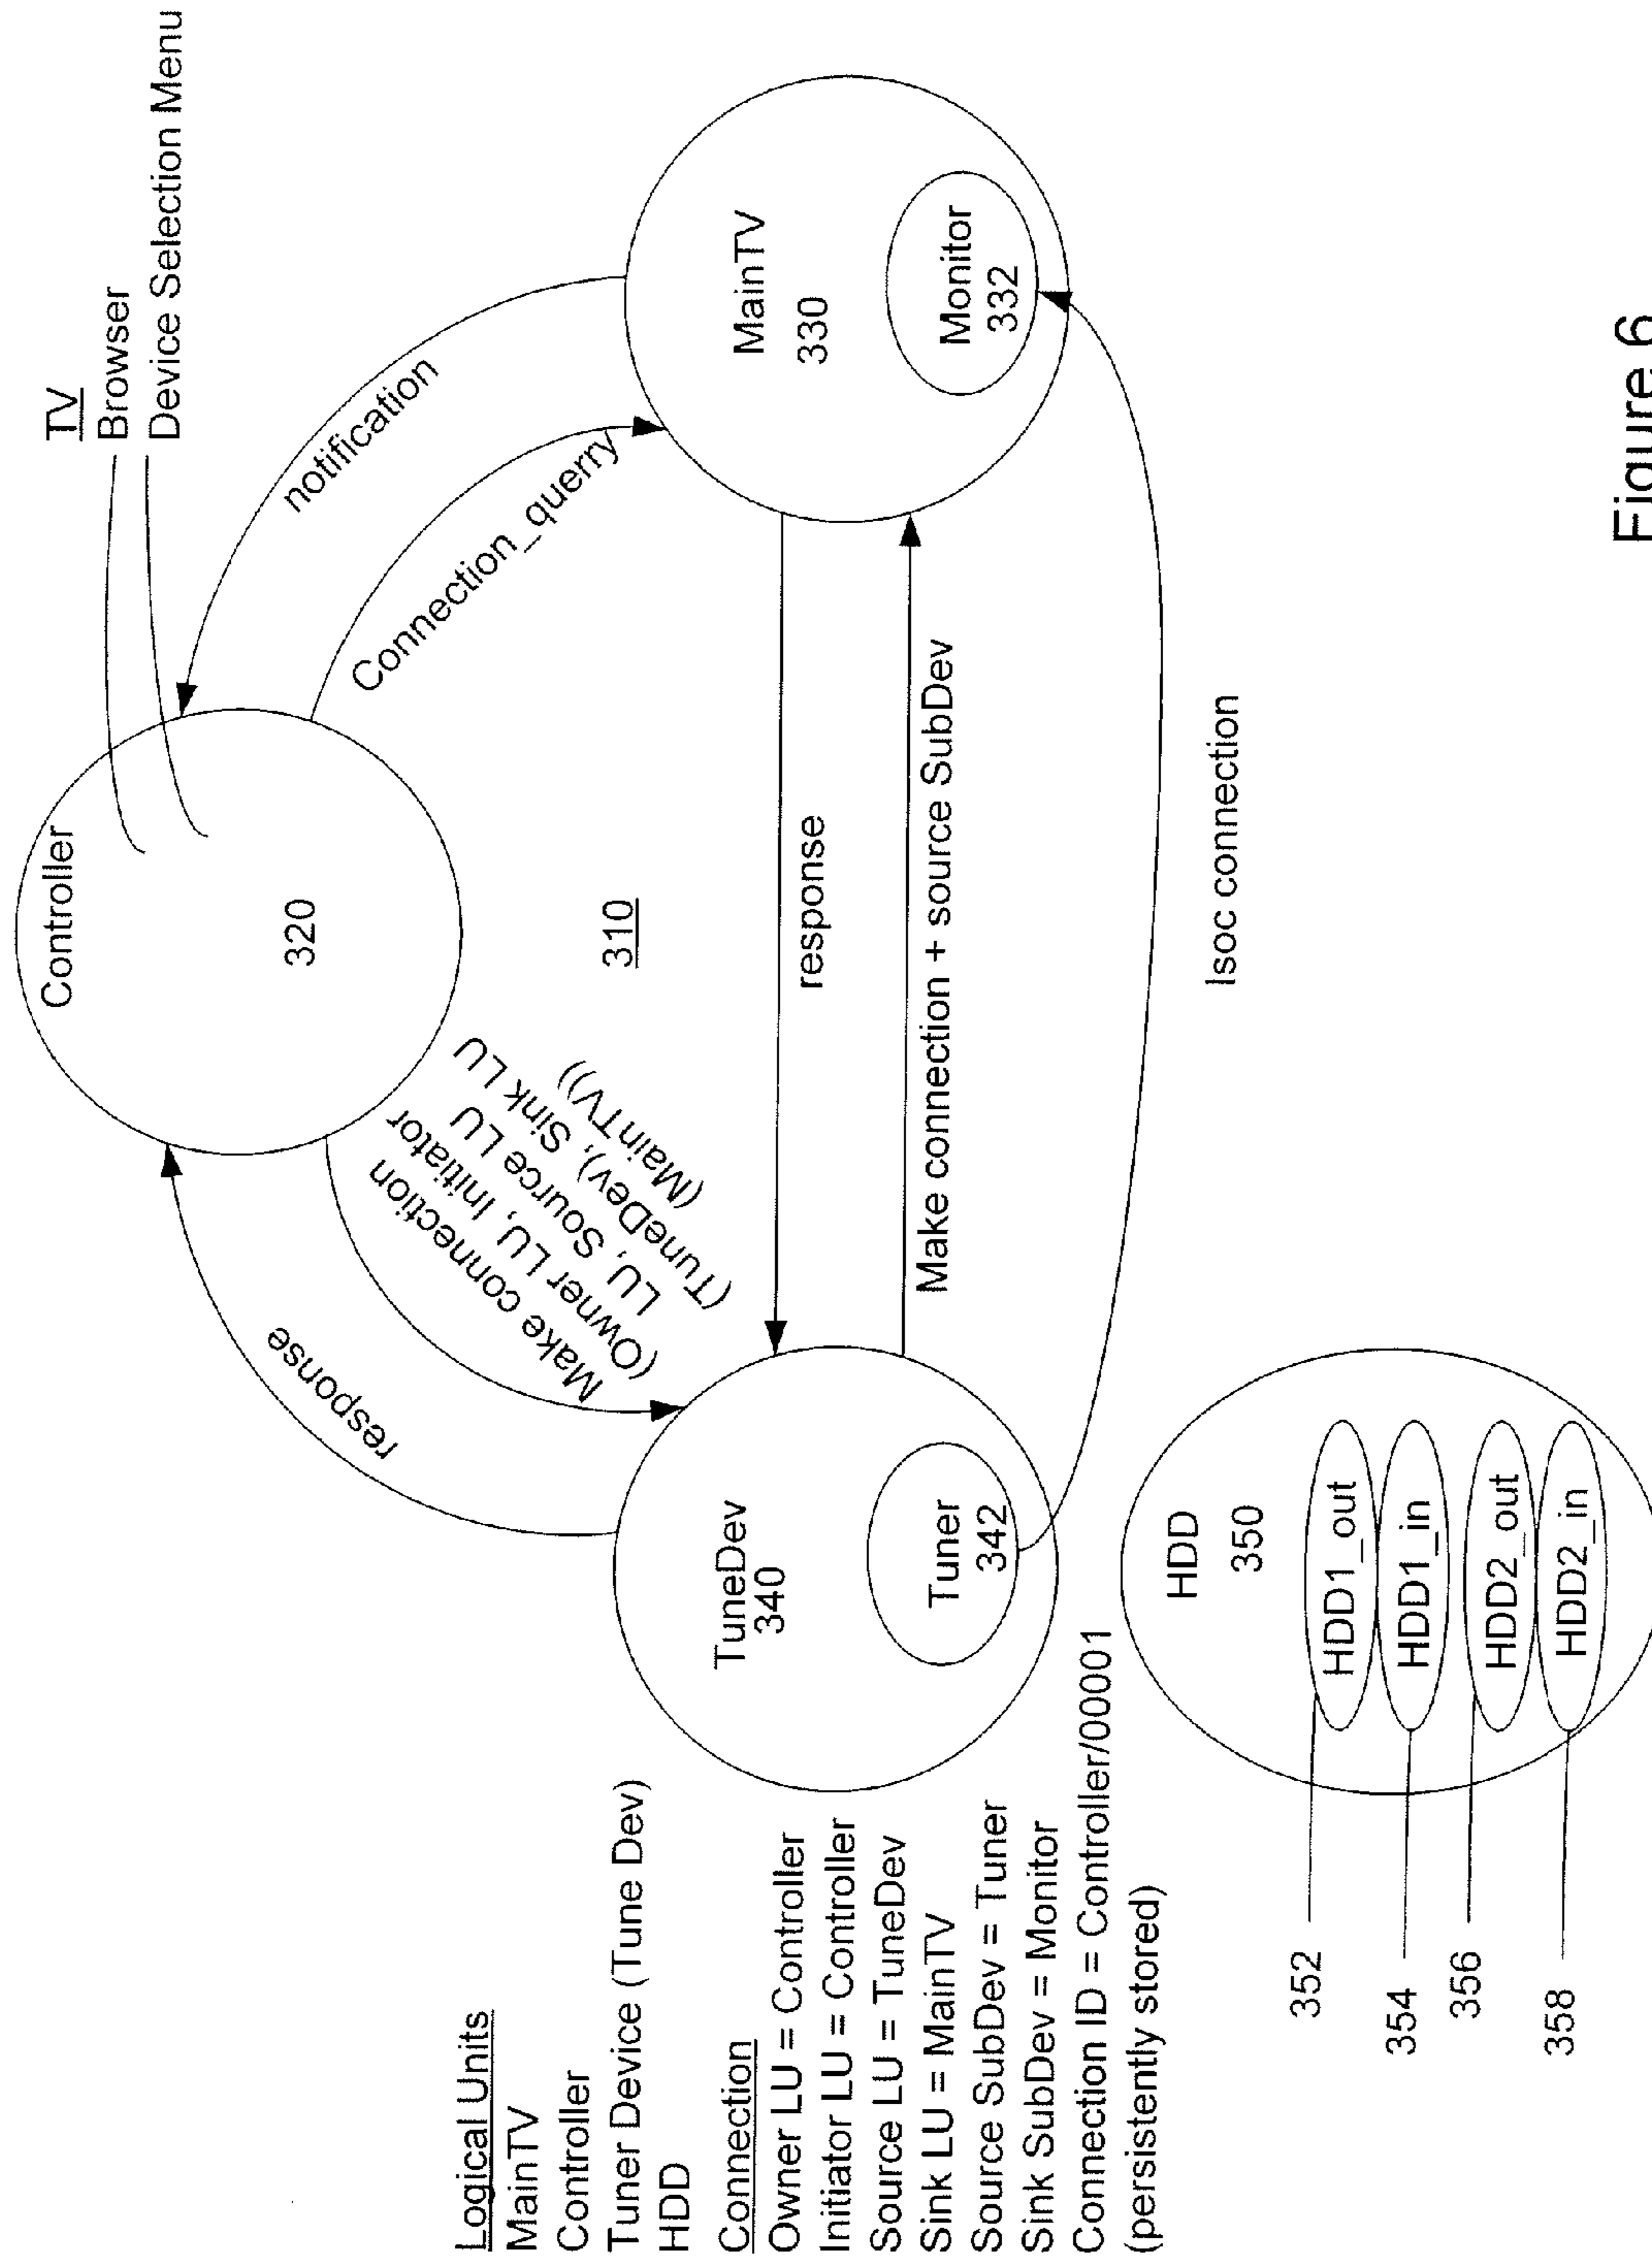 TV
Browser
Device Selection Menu
Controller
320
310
notification
Connection_querry
MainTV
330
Monitor
332
response
Make connection
(Owner LU, Initiator
LU, Source LU
(TuneDev), Sink LU
(MainTV))
response
Make connection + source SubDev
Isoc connection
TuneDev
340
Tuner
342
Logical Units
MainTV
Controller
Tuner Device (Tune Dev)
HDD
Connection
Owner LU = Controller
Initiator LU = Controller
Source LU = TuneDev
Sink LU = MainTV
Source SubDev = Tuner
Sink SubDev = Monitor
Connection ID = Controller/00001
(persistently stored)
HDD
350
HDD1_out
HDD1_in
HDD2_out
HDD2_in
352
354
356
358
Figure 6